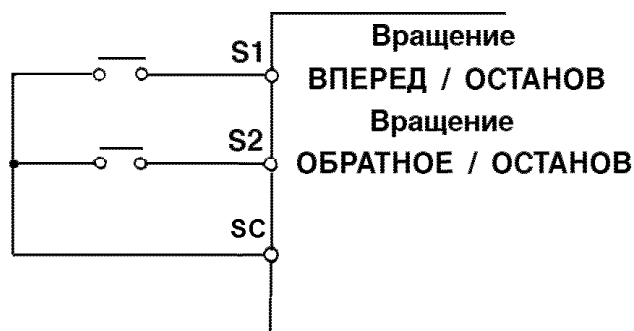 Вращение
S1
ВПЕРЕД / ОСТАНОВ
Вращение
S2
ОБРАТНОЕ / ОСТАНОВ
SC